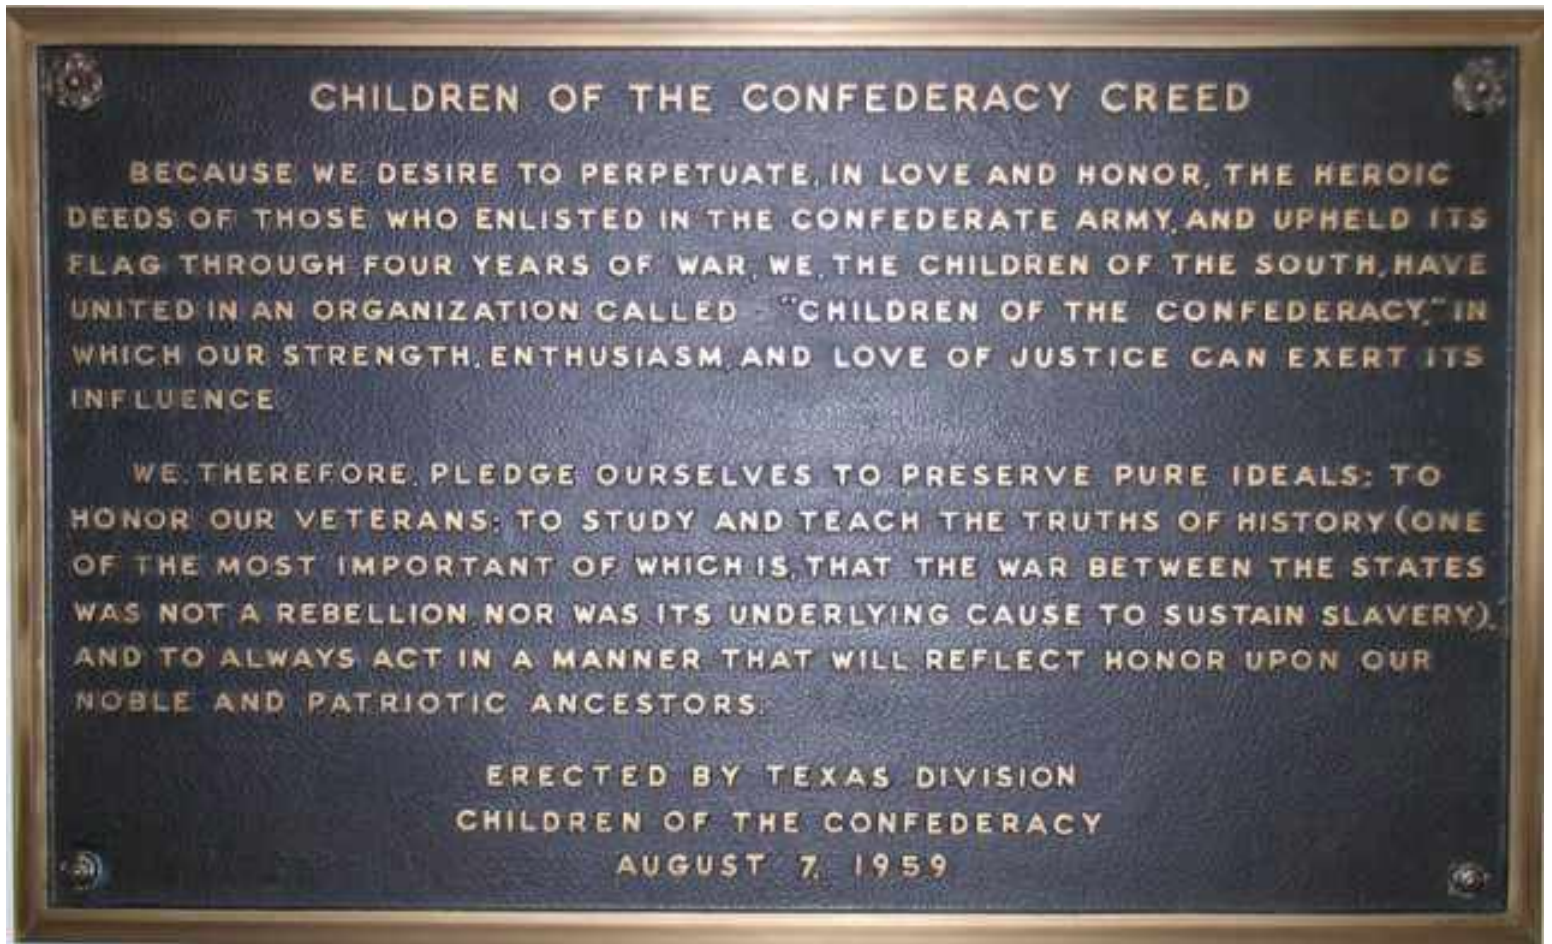 CHILDREN OF THE CONFEDERACY CREED
BECAUSE WE DESIRE TO PERPETUATE, IN LOVE AND HONOR, THE HEROIC
DEEDS OF THOSE WHO ENLISTED IN THE CONFEDERATE ARMY, AND UPHELD ITS
FLAG THROUGH FOUR YEARS OF WAR, WE, THE CHILDREN OF THE SOUTH, HAVE
UNITED IN AN ORGANIZATION CALLED "CHILDREN OF THE CONFEDERACY," IN
WHICH OUR STRENGTH, ENTHUSIASM, AND LOVE OF JUSTICE CAN EXERT ITS
INFLUENCE.
WE, THEREFORE, PLEDGE OURSELVES TO PRESERVE PURE IDEALS; TO
HONOR OUR VETERANS; TO STUDY AND TEACH THE TRUTHS OF HISTORY (ONE
OF THE MOST IMPORTANT OF WHICH IS, THAT THE WAR BETWEEN THE STATES
WAS NOT A REBELLION, NOR WAS ITS UNDERLYING CAUSE TO SUSTAIN SLAVERY),
AND TO ALWAYS ACT IN A MANNER THAT WILL REFLECT HONOR UPON OUR
NOBLE AND PATRIOTIC ANCESTORS.
ERECTED BY TEXAS DIVISION
CHILDREN OF THE CONFEDERACY
AUGUST 7, 1959